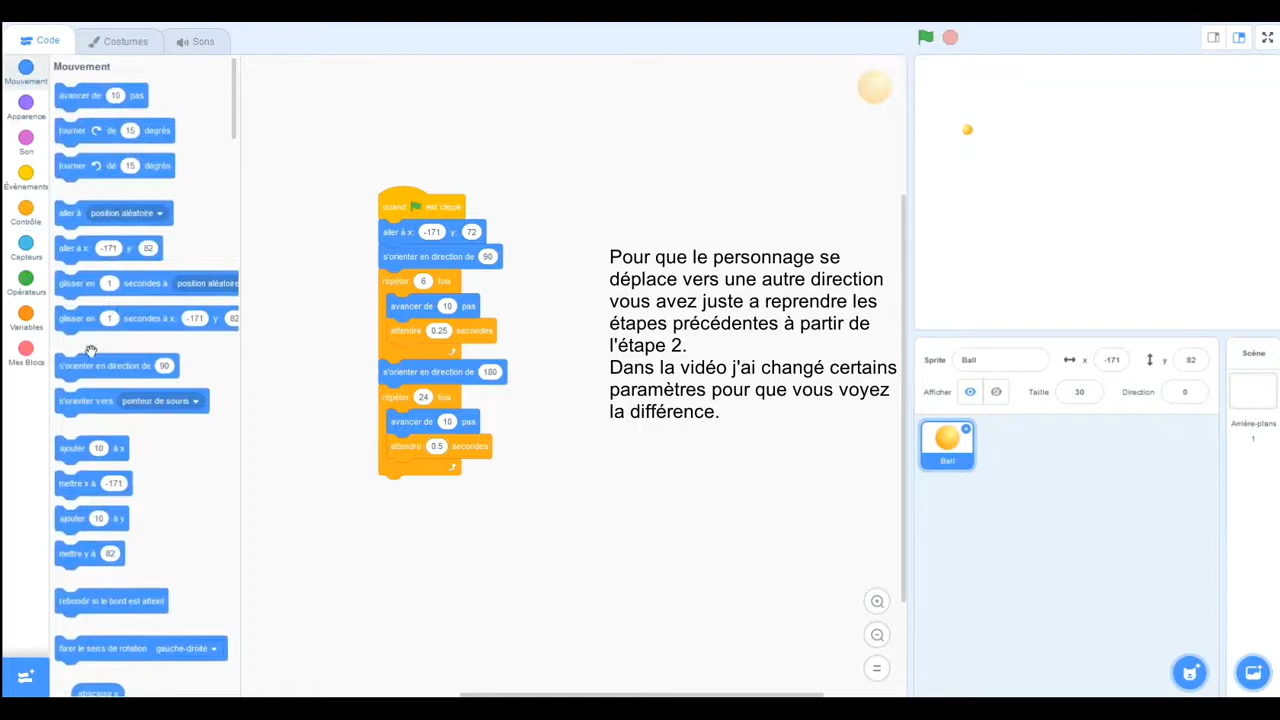 Code
Costumes
Sons
Mouvement
Apparence
Son
Événements
Contrôle
Capteurs
Opérateurs
Variables
Mes Blocs
Mouvement
avancer de 10 pas
tourner de 15 degrés
tourner de 15 degrés
aller à position aléatoire
aller à x: -171 y: 82
glisser en 1 secondes à position aléatoire
glisser en 1 secondes à x: -171 y: 82
s'orienter en direction de 90
s'orienter vers pointeur de souris
ajouter 10 à x
mettre x à -171
ajouter 10 à y
mettre y à 82
rebondir si le bord est atteint
fixer le sens de rotation gauche-droite
abscisse x
quand est cliqué
aller à x: -171 y: 72
s'orienter en direction de 90
répéter 6 fois
avancer de 10 pas
attendre 0.25 secondes
s'orienter en direction de 180
répéter 24 fois
avancer de 10 pas
attendre 0.5 secondes
Pour que le personnage se
déplace vers une autre direction
vous avez juste a reprendre les
étapes précédentes à partir de
l'étape 2.
Dans la vidéo j'ai changé certains
paramètres pour que vous voyez
la différence.
Sprite Ball x -171 y 82
Afficher Taille 30 Direction 0
Ball
Scène
Arrière-plans
1